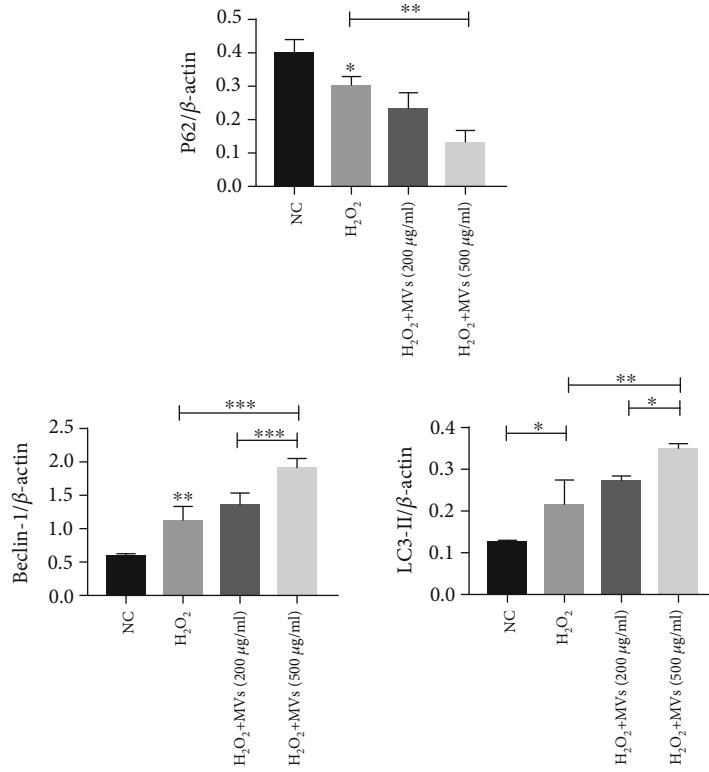 **
0.5
0.4
0.3
0.2
0.1
0.0
P62/β-actin
*
NC
H₂O₂
H₂O₂+MVs (200 μg/ml)
H₂O₂+MVs (500 μg/ml)
***
***
**
2.5
2.0
1.5
1.0
0.5
0.0
Beclin-1/β-actin
NC
H₂O₂
H₂O₂+MVs (200 μg/ml)
H₂O₂+MVs (500 μg/ml)
**
*
*
0.4
0.3
0.2
0.1
0.0
LC3-II/β-actin
NC
H₂O₂
H₂O₂+MVs (200 μg/ml)
H₂O₂+MVs (500 μg/ml)